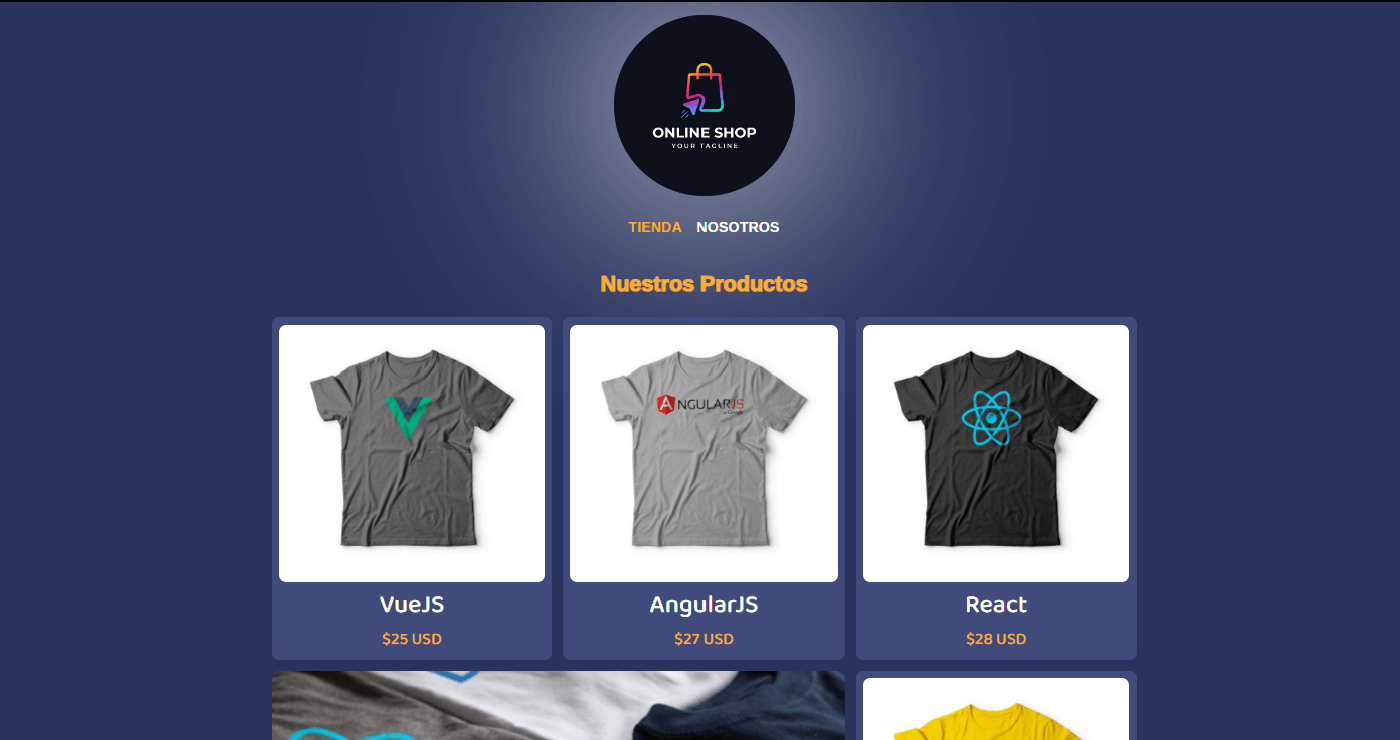 ONLINE SHOP
YOUR TAGLINE
TIENDA NOSOTROS
Nuestros Productos
ANGULARJS
VueJS
AngularJS
React
$25 USD
$27 USD
$28 USD